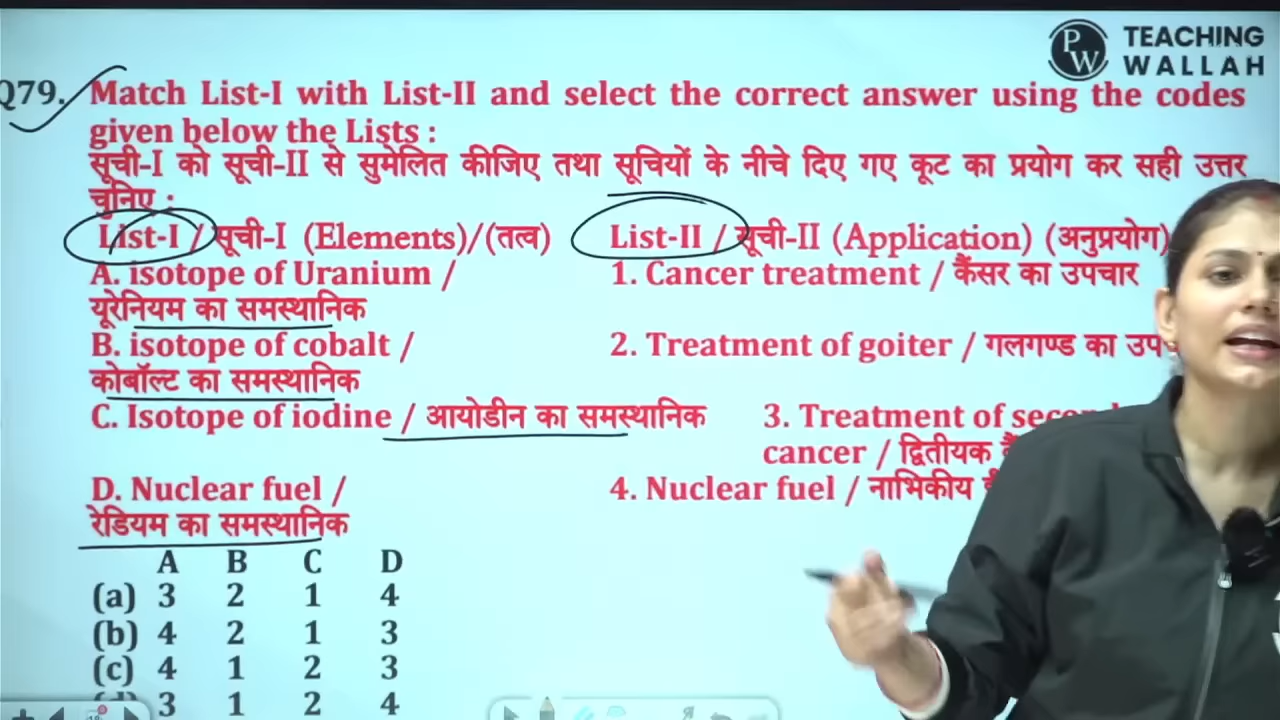 PW TEACHING WALLAH
Q79. Match List-I with List-II and select the correct answer using the codes
given below the Lists :
सूची-I को सूची-II से सुमेलित कीजिए तथा सूचियों के नीचे दिए गए कूट का प्रयोग कर सही उत्तर
चुनिए :
List-I / सूची-I (Elements)/(तत्व) List-II / सूची-II (Application) (अनुप्रयोग)
A. isotope of Uranium / 1. Cancer treatment / कैंसर का उपचार
यूरेनियम का समस्थानिक
B. isotope of cobalt / 2. Treatment of goiter / गलगण्ड का
कोबॉल्ट का समस्थानिक
C. Isotope of iodine / आयोडीन का समस्थानिक 3. Treatment of
cancer / द्वितीयक
D. Nuclear fuel / 4. Nuclear fuel / नाभिकीय
रेडियम का समस्थानिक
A B C D
(a) 3 2 1 4
(b) 4 2 1 3
(c) 4 1 2 3
3 1 2 4